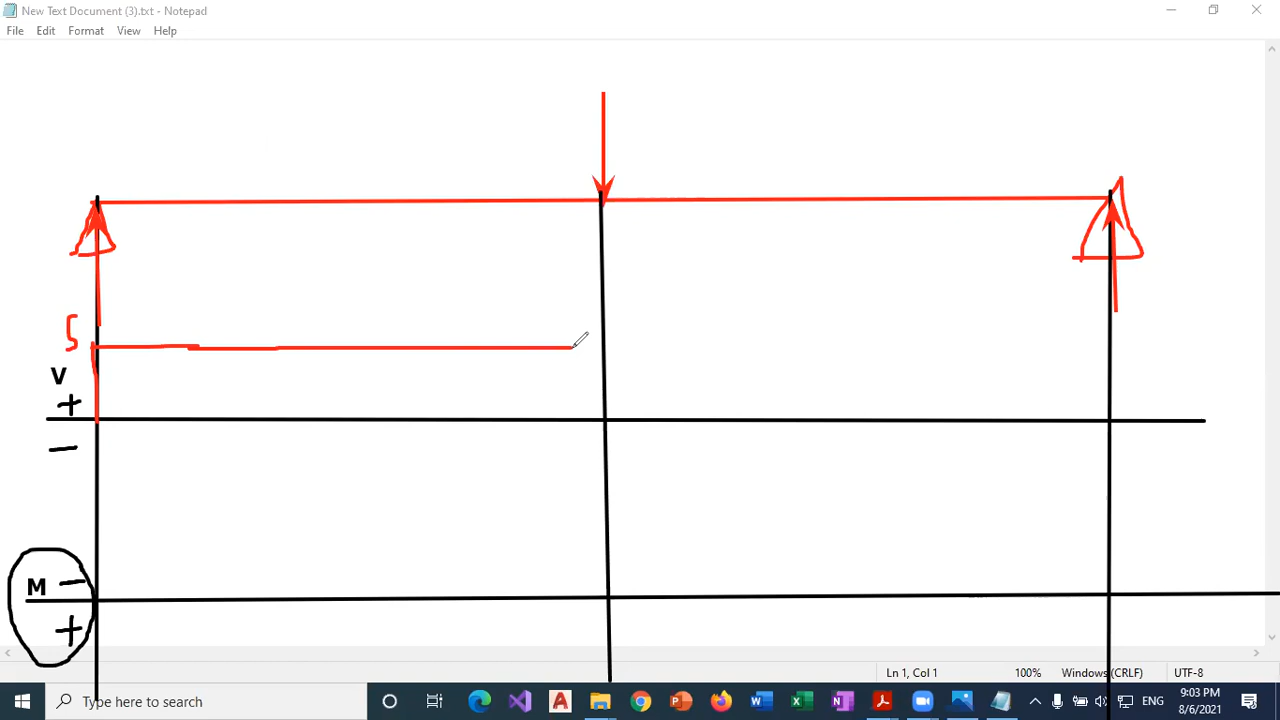 New Text Document (3).txt - Notepad
File Edit Format View Help
5
V
+
−
M −
+
Ln 1, Col 1 100% Windows (CRLF) UTF-8
Type here to search
ENG
9:03 PM
8/6/2021